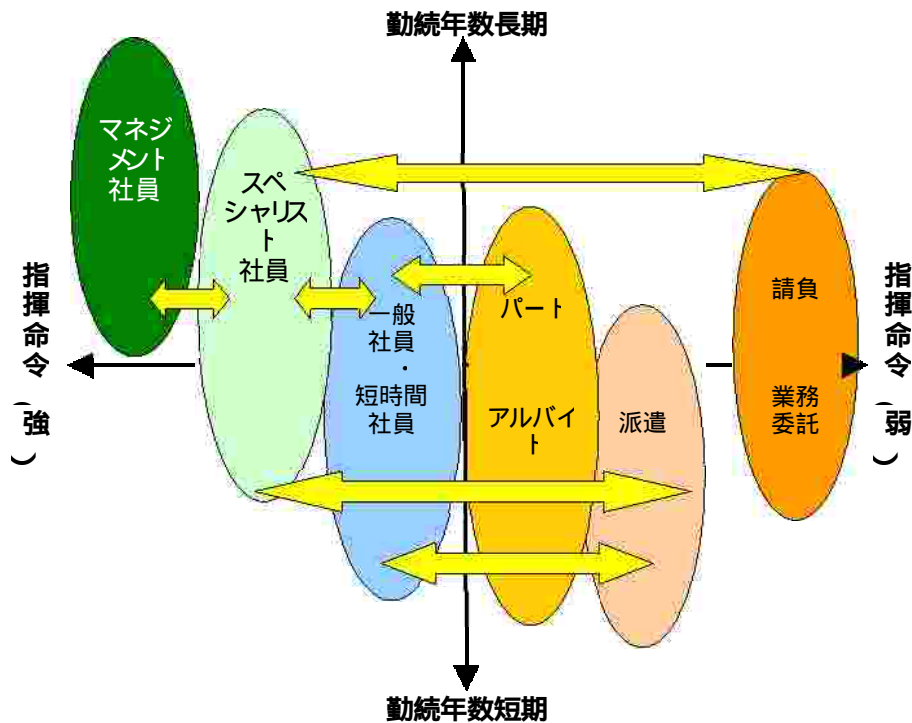 勤続年数長期
マネジ
メント
社員
スペ
シャリス
ト
社員
指揮命令(強)
一般
社員
・
短時間
社員
パート
アルバイ
ト
派遣
請負
業務
委託
指揮命令(弱)
勤続年数短期